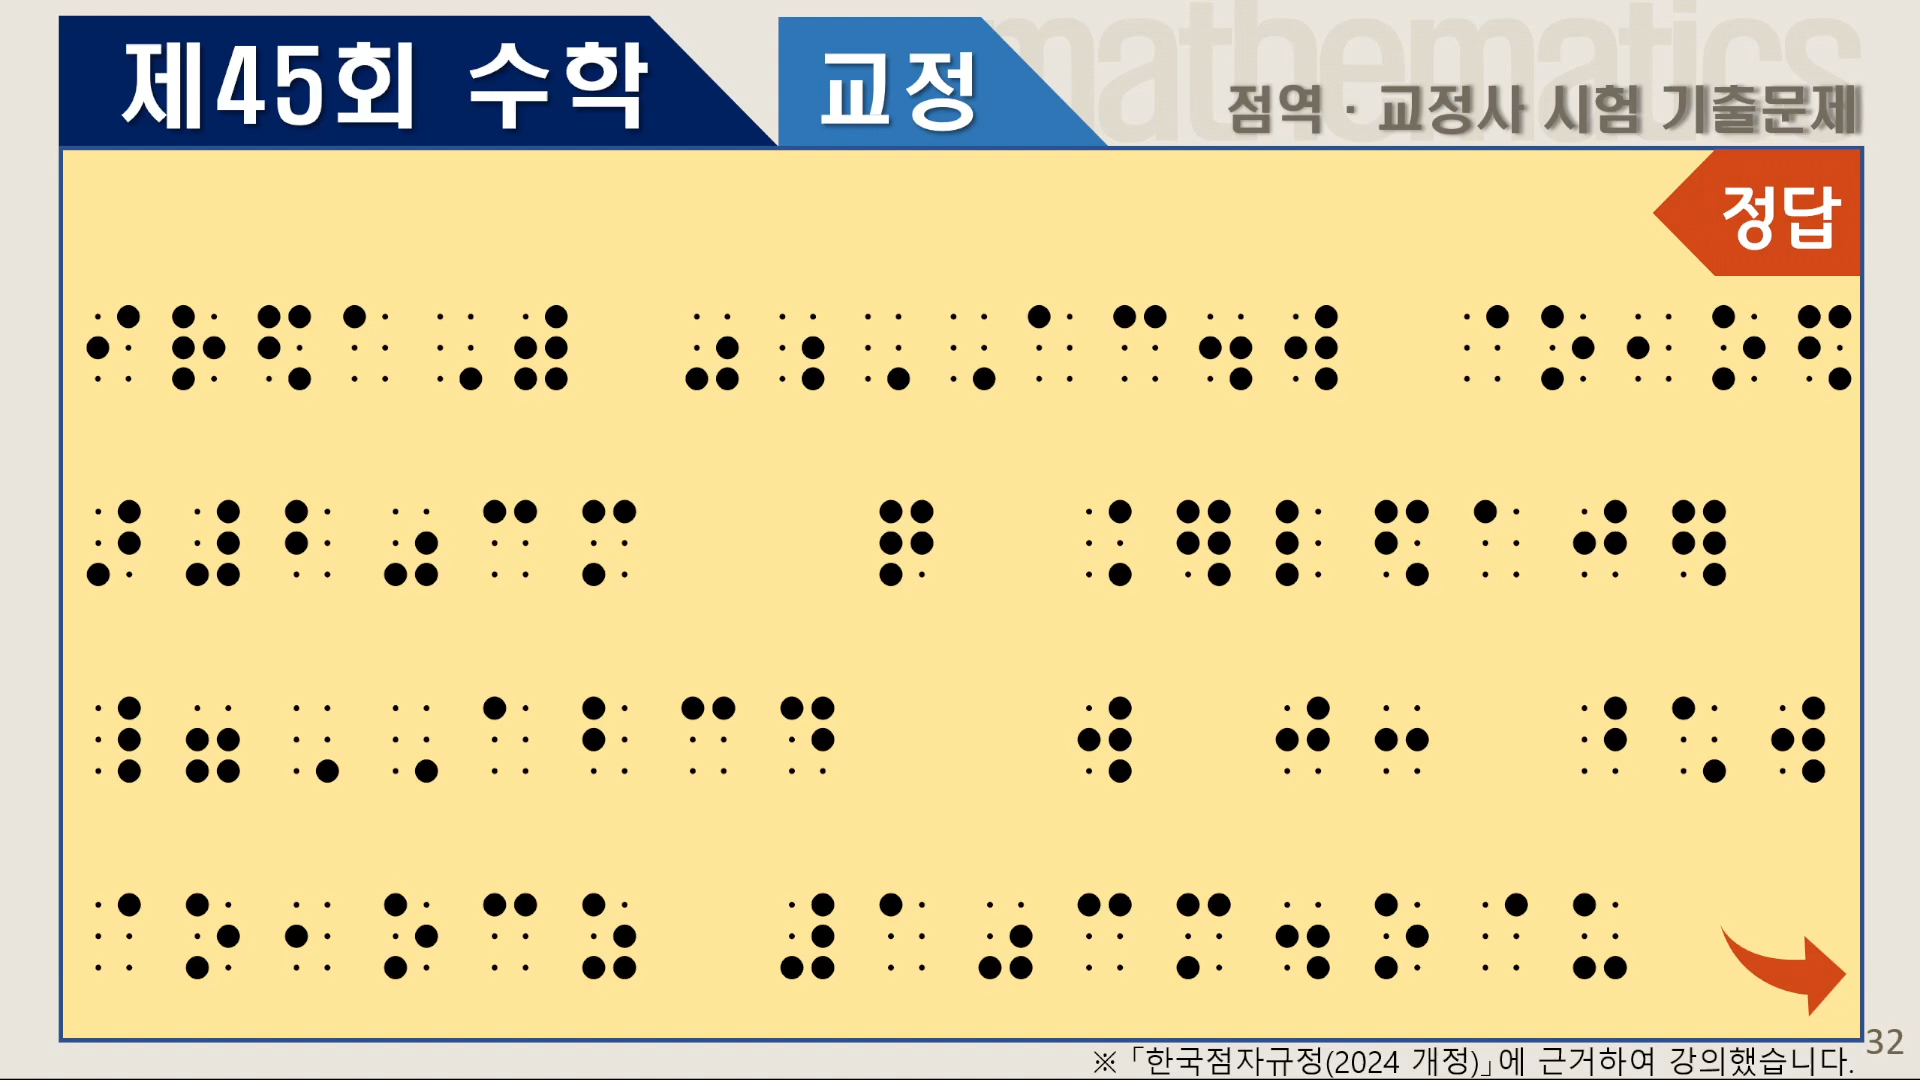 제45회 수학
교정
mathematics
점역 · 교정사 시험 기출문제
정답
⠊⠗⠫⠁⠠⠾ ⠴⠰⠠⠠⠁⠉⠲⠺ ⠈⠕⠂⠕⠫
⠜⠼⠃⠴⠉⠍  ⠟ ⠨⠻⠇⠫⠁⠚⠻
⠸⠶⠠⠠⠁⠃⠉⠙  ⠺ ⠚⠒ ⠘⠡⠺
⠈⠕⠂⠕⠉⠵ ⠼⠁⠴⠉⠍⠲⠕⠈⠥
※「한국점자규정(2024 개정)」에 근거하여 강의했습니다.
32